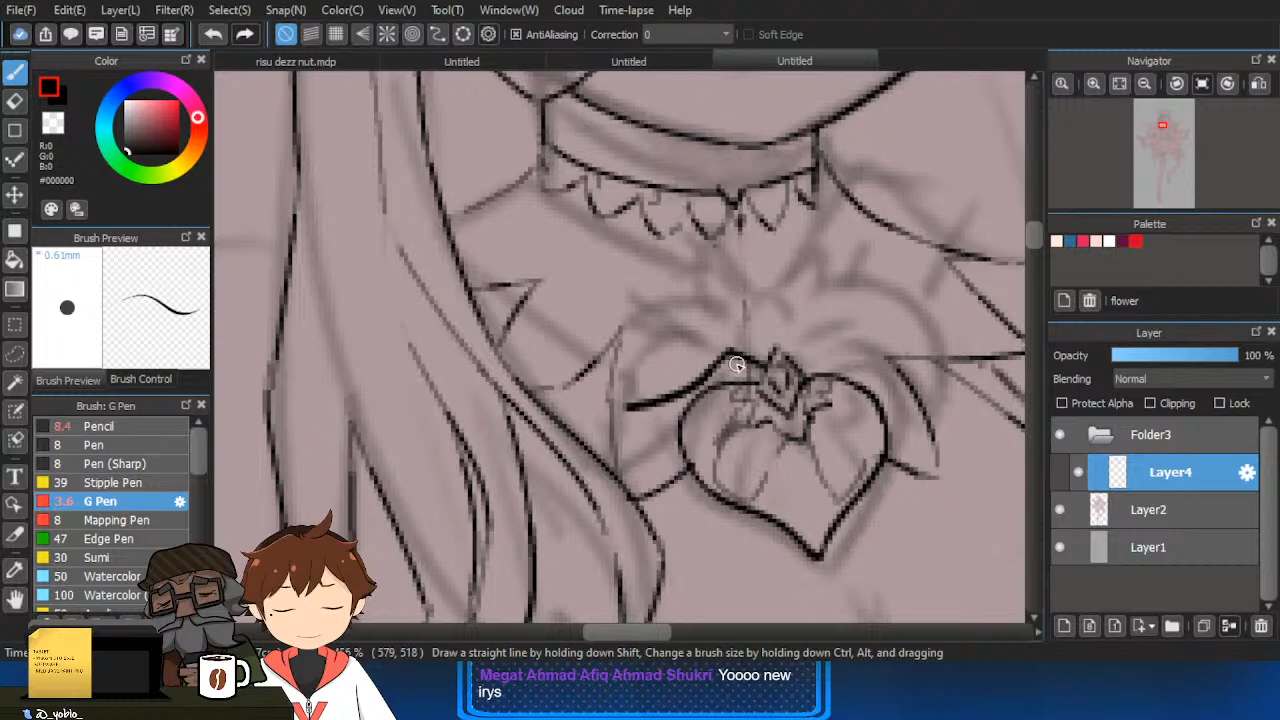 File(F) Edit(E) Layer(L) Filter(R) Select(S) Snap(N) Color(C) View(V) Tool(T) Window(W) Cloud Time-lapse Help
AntiAliasing Correction 0 Soft Edge
Color
risu dezz nut.mdp Untitled Untitled Untitled
Navigator
R:0
G:0
B:0
#000000
Palette
flower
Brush Preview
0.61mm
Brush Preview Brush Control
Layer
Opacity 100 %
Blending Normal
Protect Alpha Clipping Lock
Folder3
Layer4
Layer2
Layer1
Brush: G Pen
8.4 Pencil
8 Pen
8 Pen (Sharp)
39 Stipple Pen
3.6 G Pen
8 Mapping Pen
10 Edge Pen
30 Sumi
50 Watercolor
100 Watercolor (
(579, 518) Draw a straight line by holding down Shift, Change a brush size by holding down Ctrl, Alt, and dragging
Megat Ahmad Afiq Ahmad Shukri Yoooo new
irys